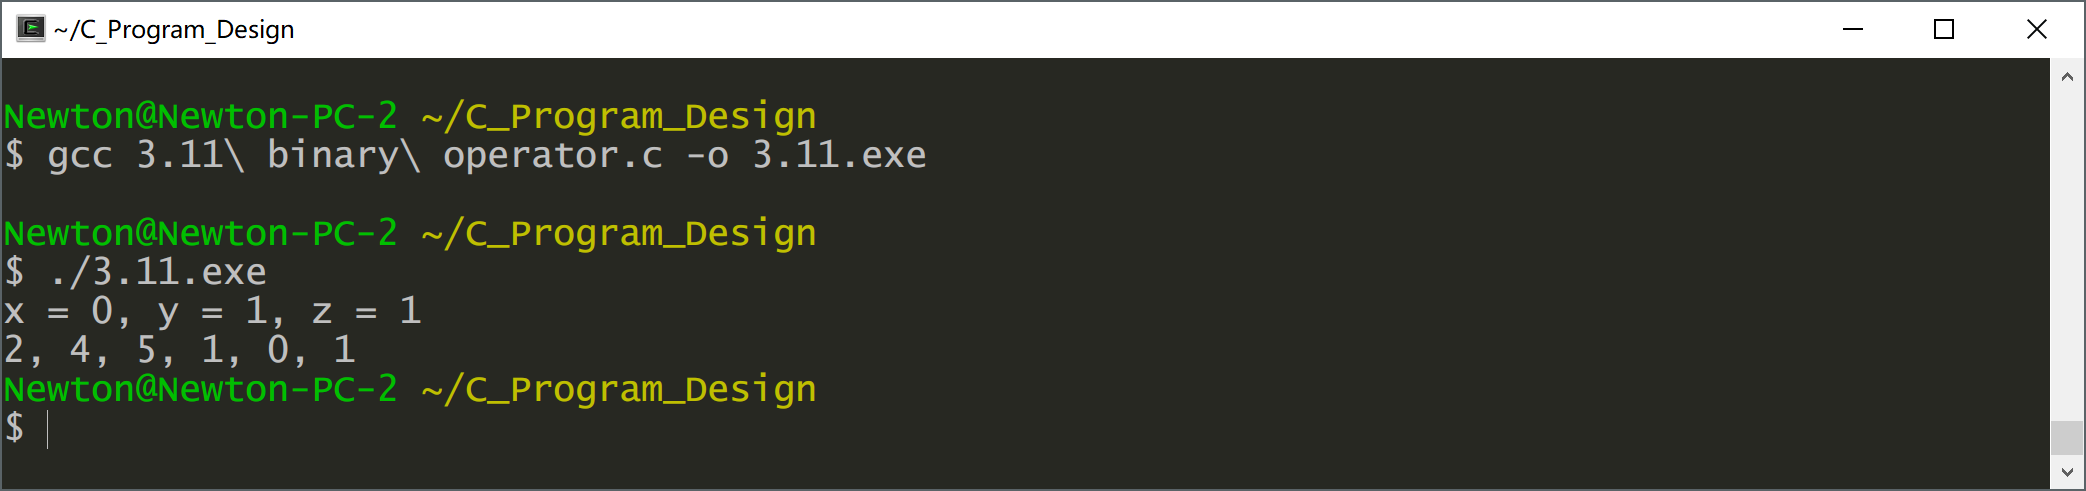 ~/C_Program_Design
Newton@Newton-PC-2 ~/C_Program_Design
$ gcc 3.11\ binary\ operator.c -o 3.11.exe
Newton@Newton-PC-2 ~/C_Program_Design
$ ./3.11.exe
x = 0, y = 1, z = 1
2, 4, 5, 1, 0, 1
Newton@Newton-PC-2 ~/C_Program_Design
$